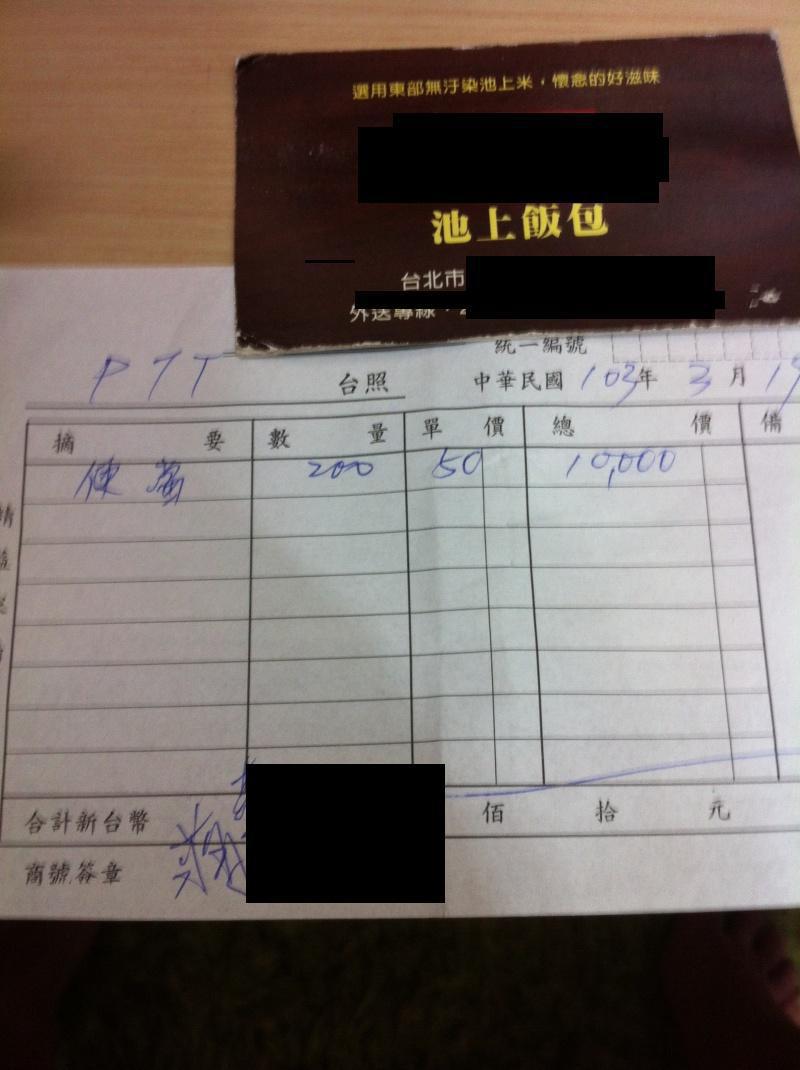 選用東部無汙染池上米，懷念的好滋味
池上飯包
台北市
外送專線：2
統一編號
PTT 台照 中華民國 103年 3月 19
摘要 數量 單價 總價 備
便當 200 50 10,000
合計新台幣 佰 拾 元
商號簽章